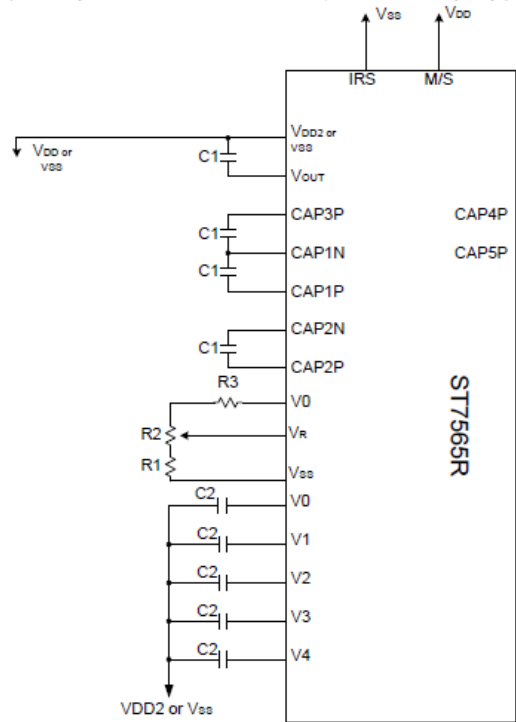 VSS VDD
IRS M/S
VDD2 or
VSS
VDD or
VSS
C1
VOUT
CAP3P CAP4P
C1
CAP1N CAP5P
C1
CAP1P
CAP2N
C1
CAP2P
R3
V0
R2
VR
R1
VSS
ST7565R
C2
V0
C2
V1
C2
V2
C2
V3
C2
V4
VDD2 or VSS